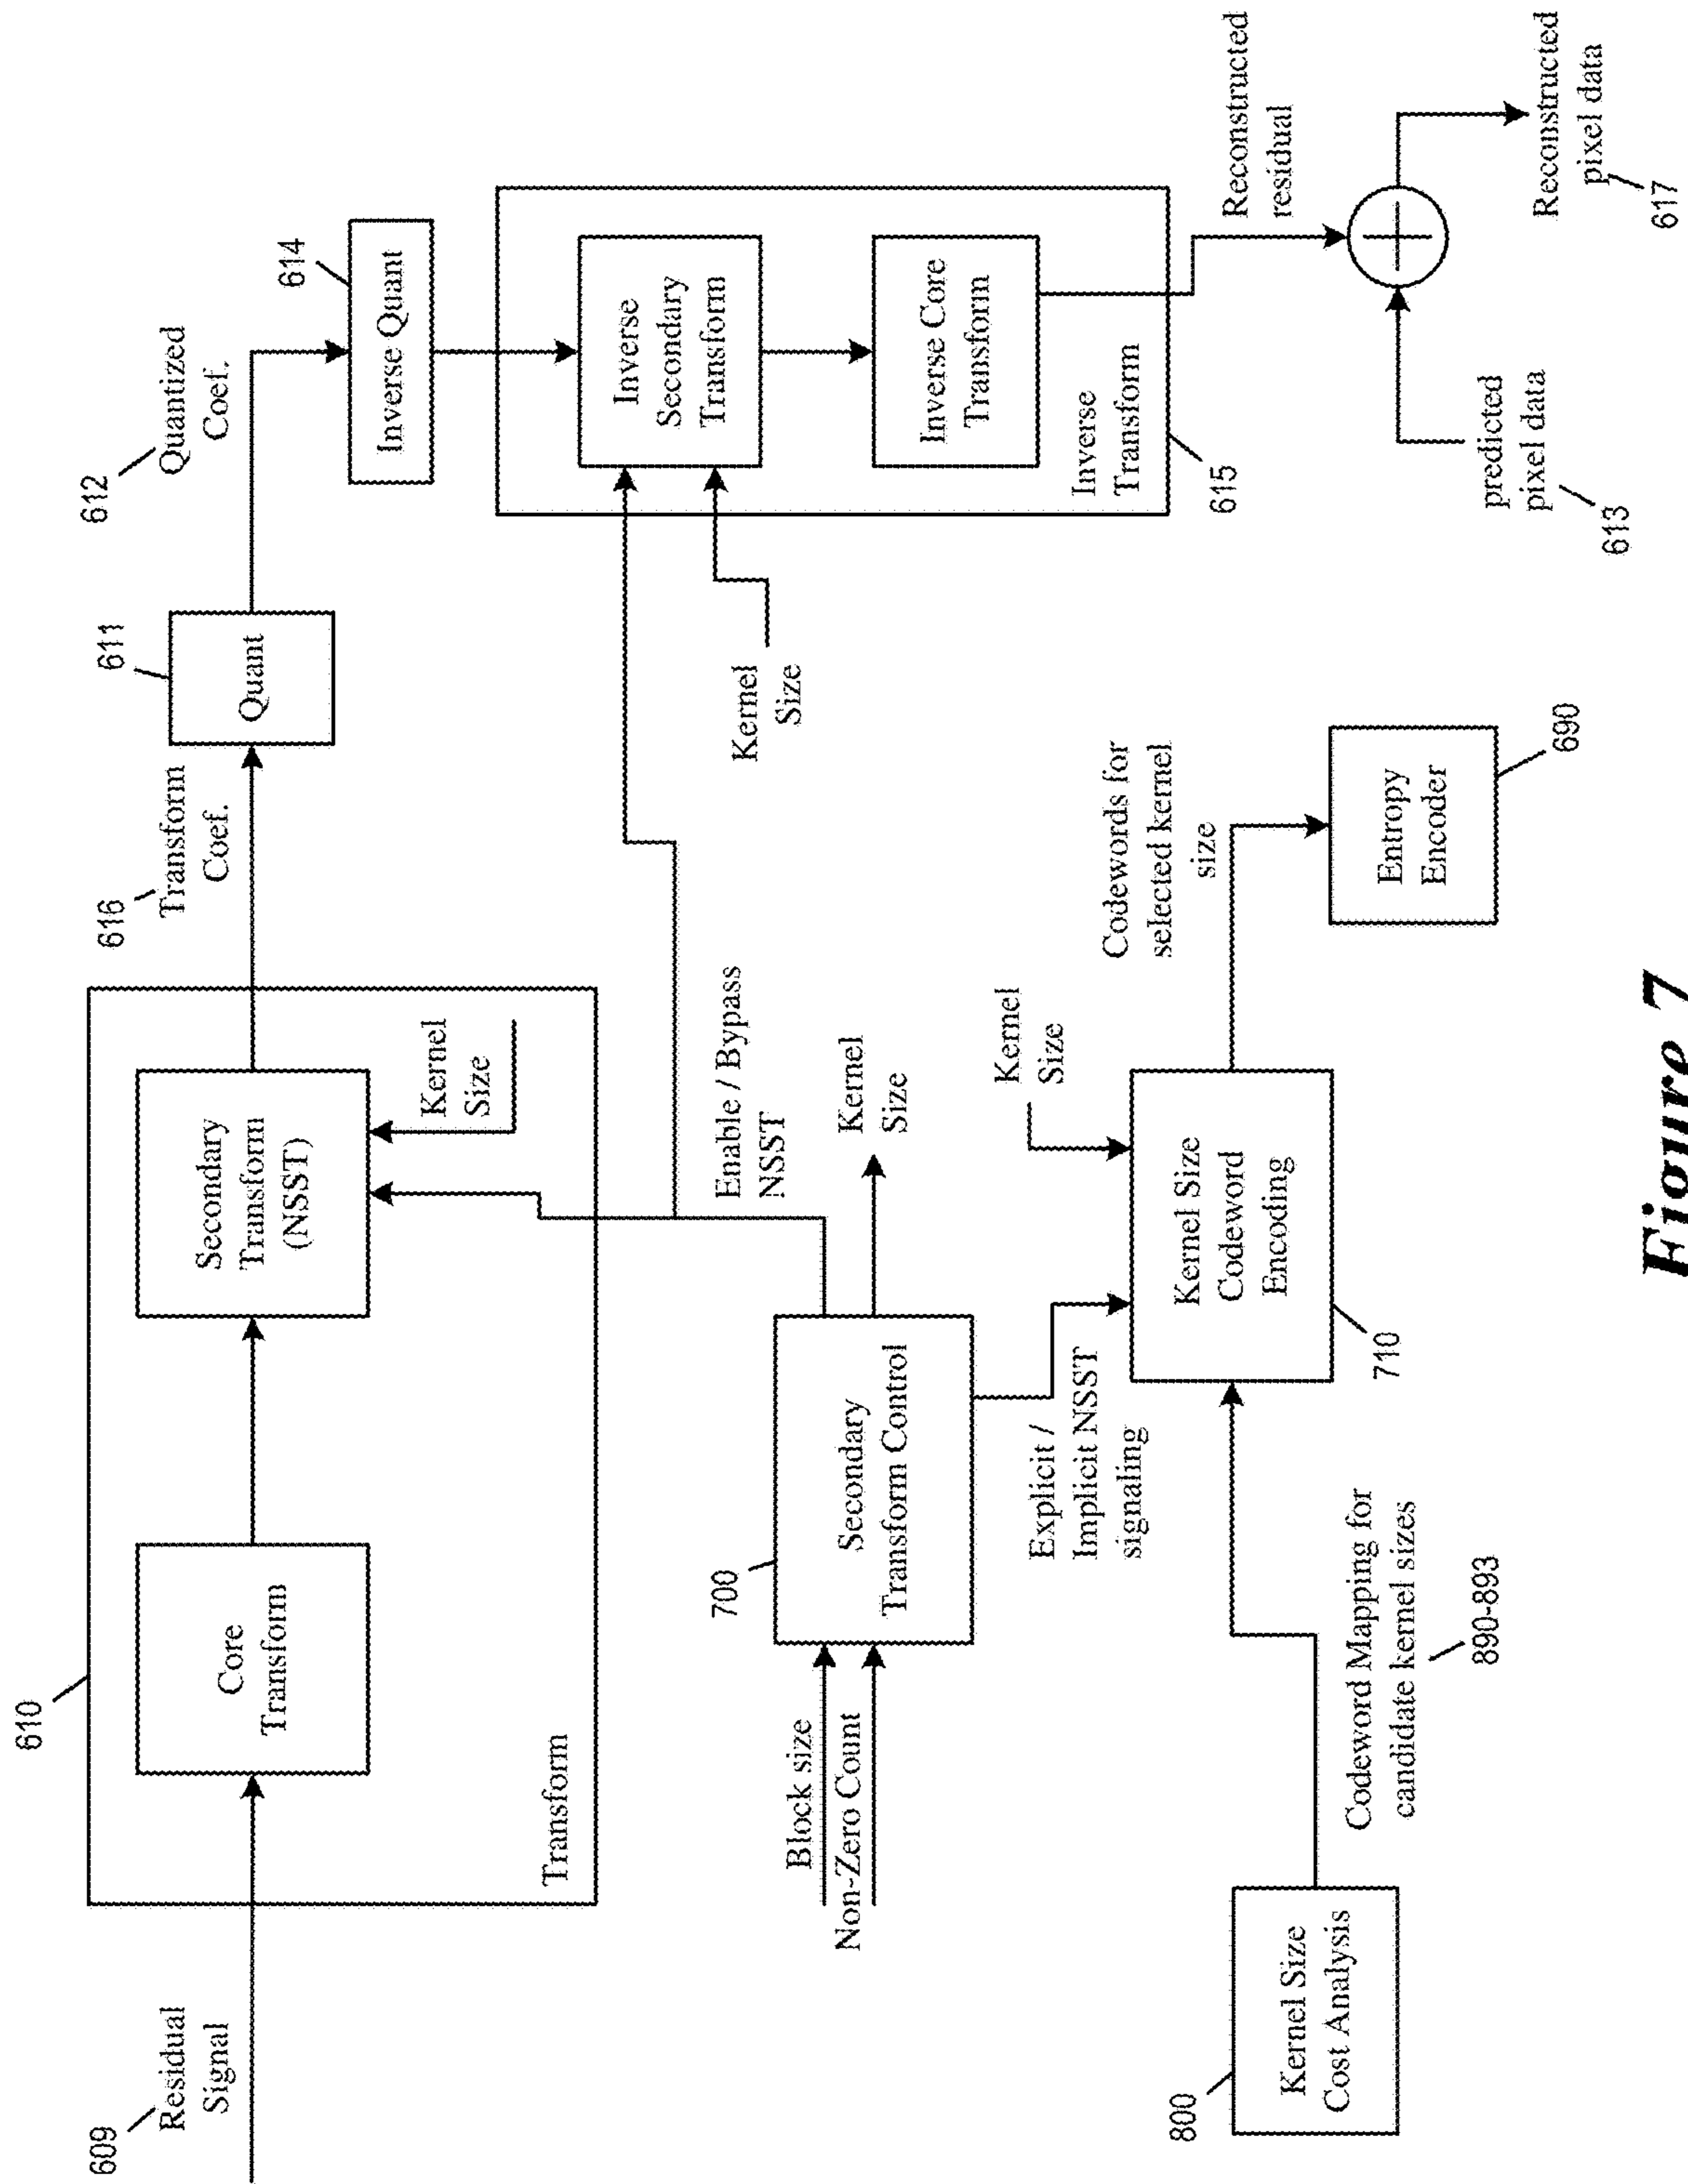 609
Residual
Signal
610
Core
Transform
Secondary
Transform
(NSST)
Kernel
Size
Transform
616
Transform
Coef.
611
Quant
612
Quantized
Coef.
614
Inverse Quant
Inverse
Secondary
Transform
Inverse Core
Transform
Inverse
Transform
615
Kernel
Size
Reconstructed
residual
predicted
pixel data
613
Reconstructed
pixel data
617
Enable / Bypass
NSST
Block size
Non-Zero Count
700
Secondary
Transform Control
Kernel
Size
Explicit /
Implicit NSST
signaling
Kernel
Size
Kernel Size
Codeword
Encoding
710
Codewords for
selected kernel
size
Entropy
Encoder
690
800
Kernel Size
Cost Analysis
Codeword Mapping for
candidate kernel sizes
890-893
Figure 7